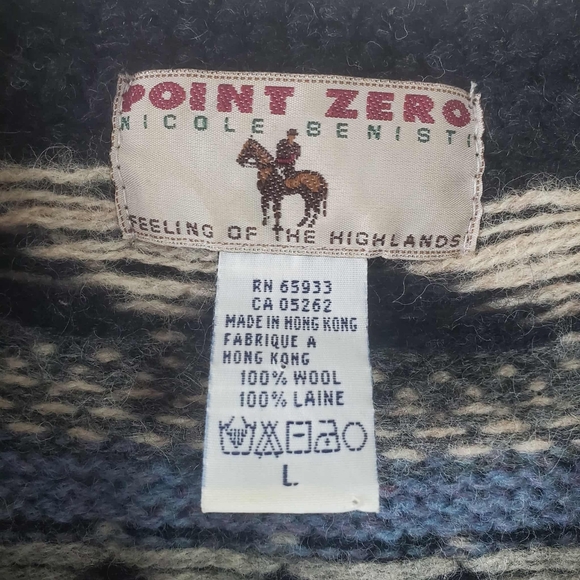 POINT ZERO
NICOLE BENISTI
FEELING OF THE HIGHLANDS
RN 65933
CA 05262
MADE IN HONG KONG
FABRIQUE A
HONG KONG
100% WOOL
100% LAINE
L